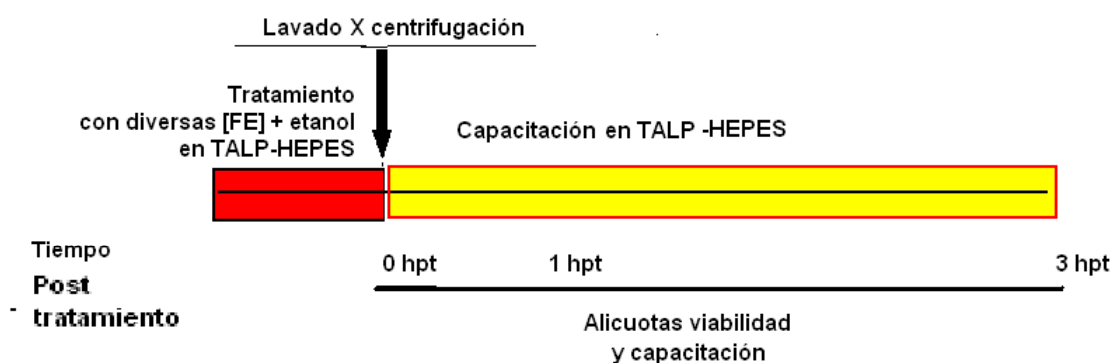 Lavado X centrifugación
Tratamiento
con diversas [FE] + etanol
en TALP-HEPES
Capacitación en TALP -HEPES
Tiempo
Post
- tratamiento
0 hpt
1 hpt
3 hpt
Alicuotas viabilidad
y capacitación